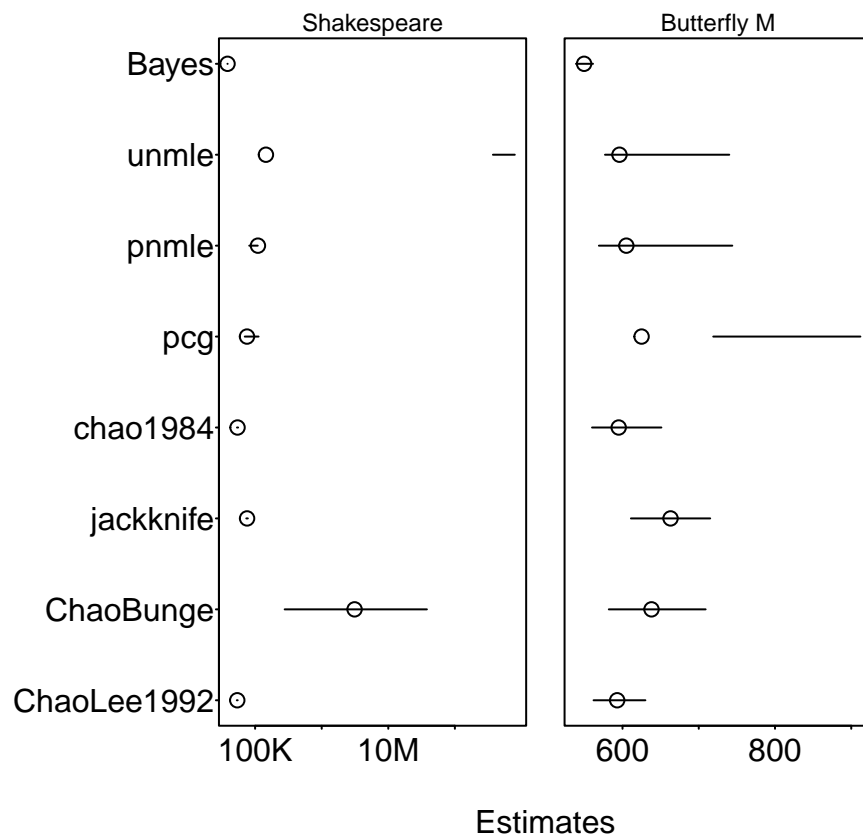 Shakespeare
Butterfly M
Bayes
unmle
pnmle
pcg
chao1984
jackknife
ChaoBunge
ChaoLee1992
100K 10M
600 800
Estimates